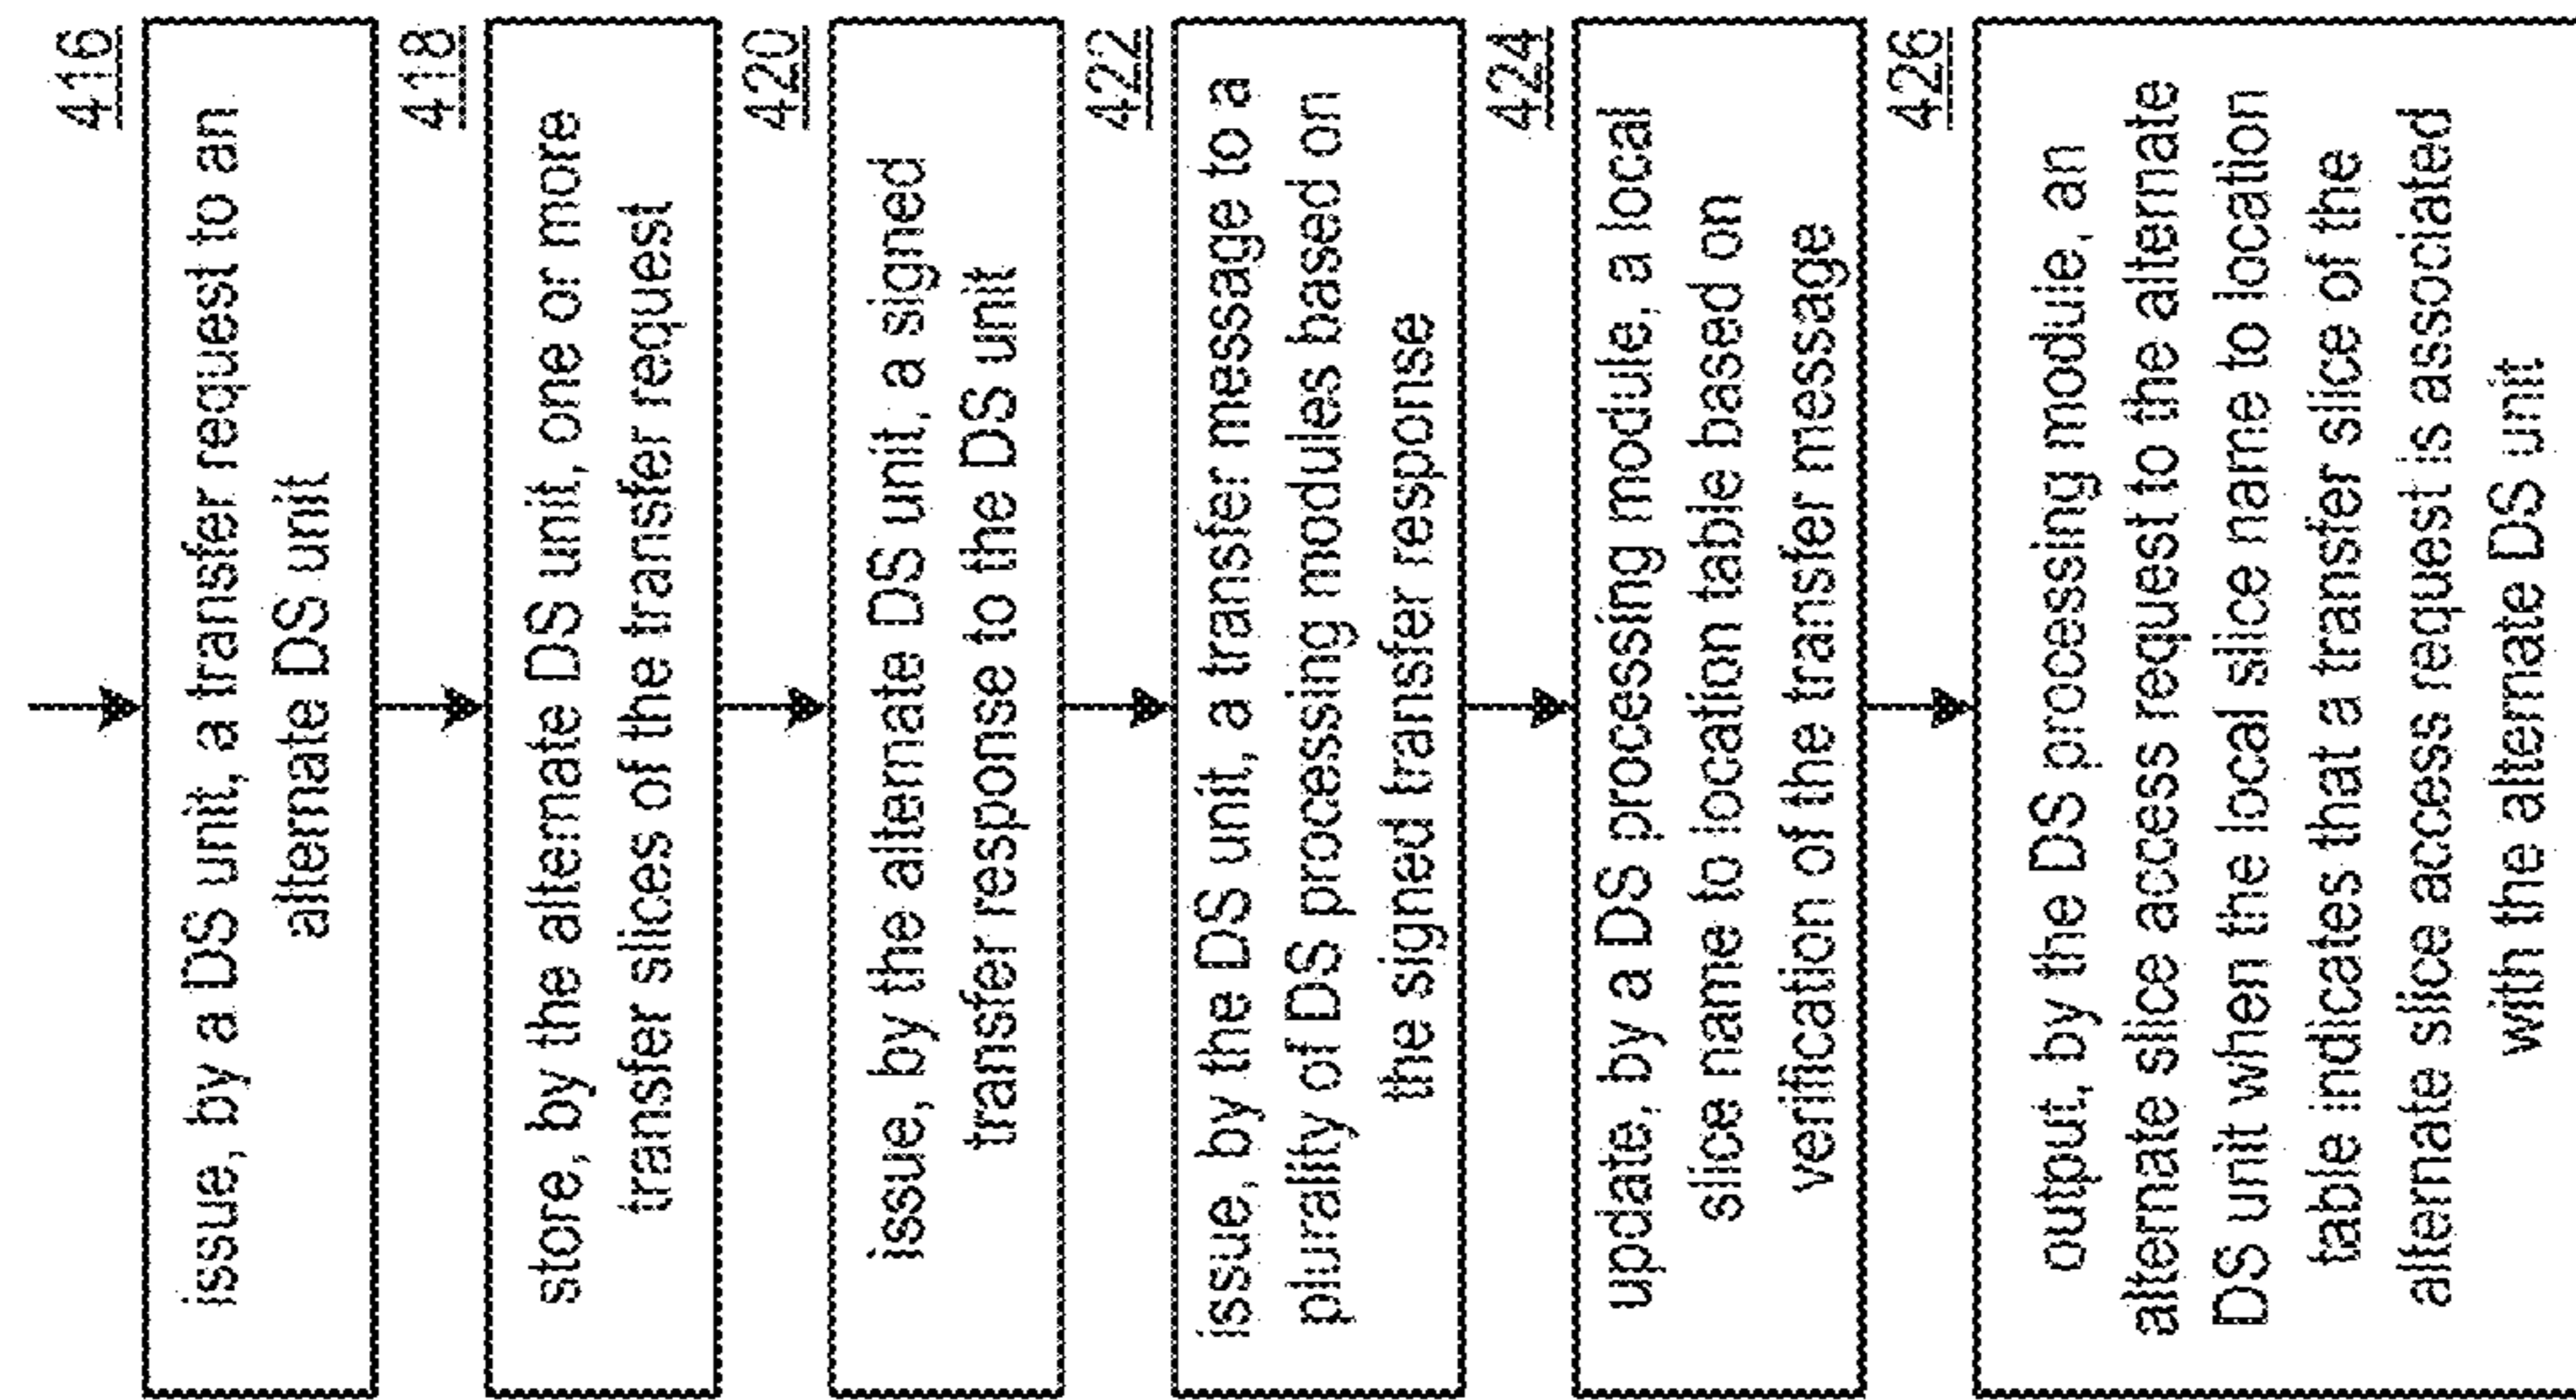 416
issue, by a DS unit, a transfer request to an
alternate DS unit
418
store, by the alternate DS unit, one or more
transfer slices of the transfer request
420
issue, by the alternate DS unit, a signed
transfer response to the DS unit
422
issue, by the DS unit, a transfer message to a
plurality of DS processing modules based on
the signed transfer response
424
update, by a DS processing module, a local
slice name to location table based on
verification of the transfer message
426
output, by the DS processing module, an
alternate slice access request to the alternate
DS unit when the local slice name to location
table indicates that a transfer slice of the
alternate slice access request is associated
with the alternate DS unit